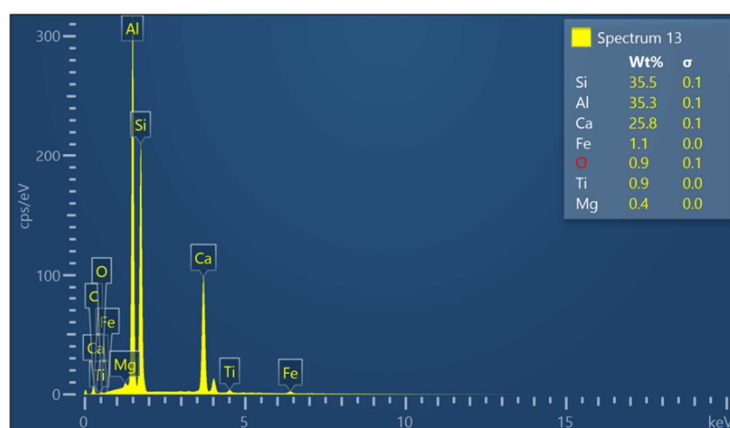 300
200
100
0
cps/eV
Al
Si
Ca
O
C
Fe
Ca
Ti
Mg
Ti
Fe
0
5
10
15
keV
Spectrum 13
Wt% σ
Si 35.5 0.1
Al 35.3 0.1
Ca 25.8 0.1
Fe 1.1 0.0
O 0.9 0.1
Ti 0.9 0.0
Mg 0.4 0.0